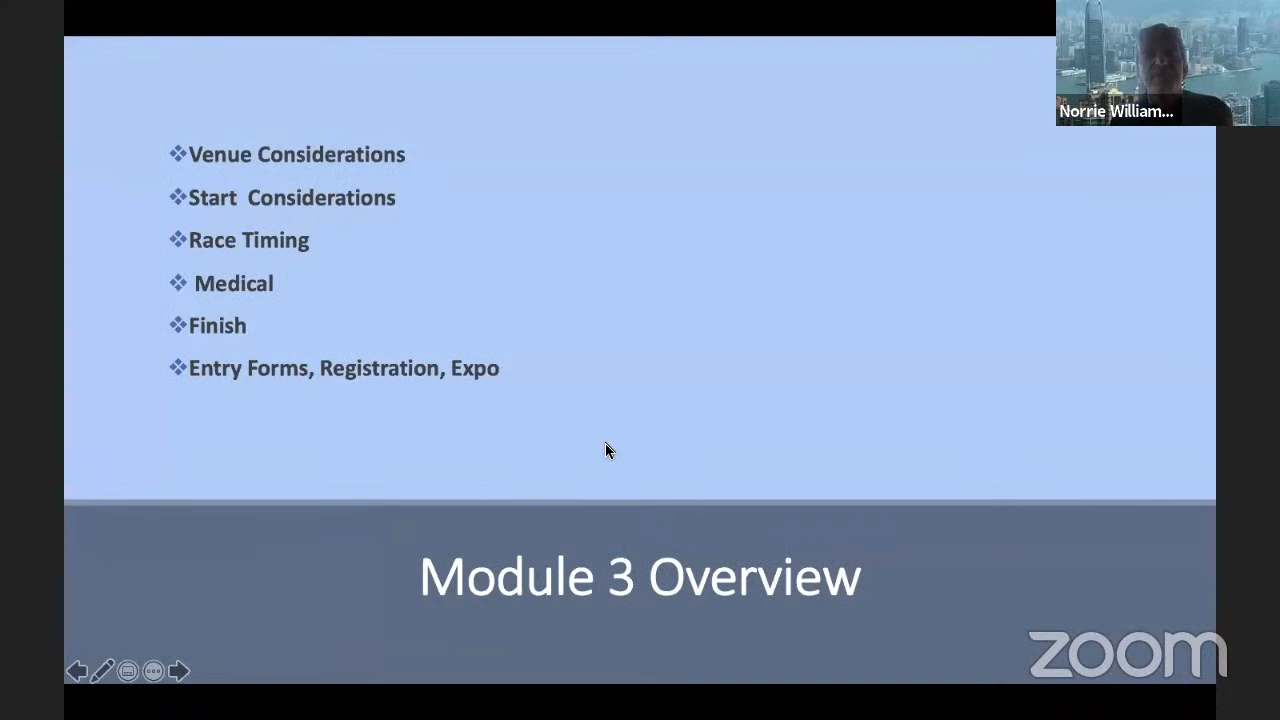 Norrie William...
Venue Considerations
Start Considerations
Race Timing
Medical
Finish
Entry Forms, Registration, Expo
Module 3 Overview
zoom